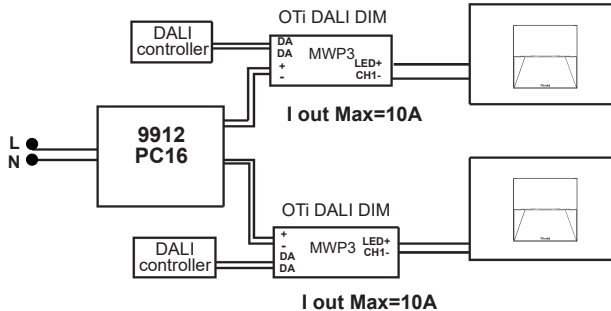 OTi DALI DIM
DALI
controller
DA
DA
+
-
MWP3
LED+
CH1-
I out Max=10A
L
N
9912
PC16
OTi DALI DIM
+
-
DA
DA
MWP3
LED+
CH1-
DALI
controller
I out Max=10A